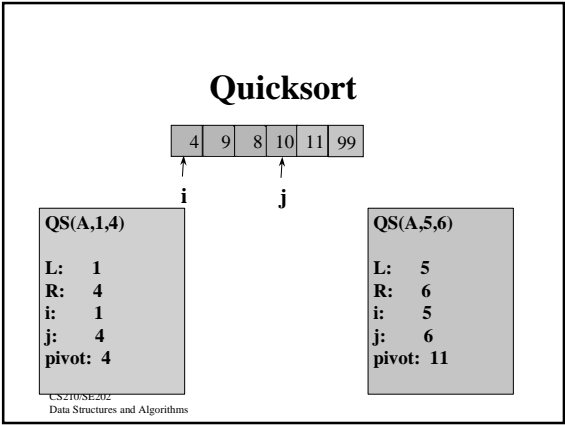 Quicksort
4 9 8 10 11 99
i j
QS(A,1,4)
L: 1
R: 4
i: 1
j: 4
pivot: 4
QS(A,5,6)
L: 5
R: 6
i: 5
j: 6
pivot: 11
CS210/SE202
Data Structures and Algorithms